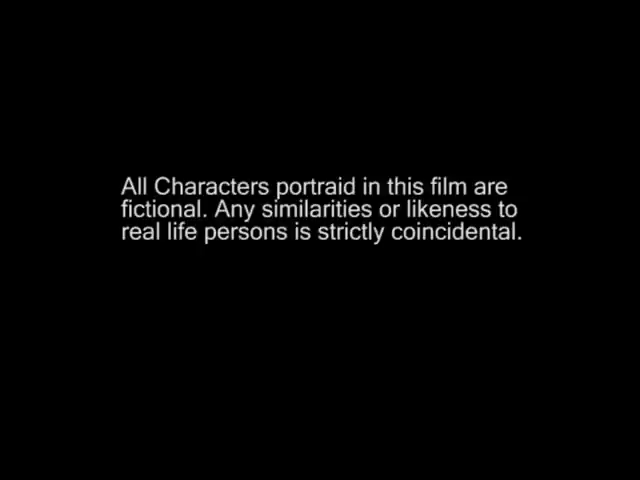 All Characters portraid in this film are
fictional. Any similarities or likeness to
real life persons is strictly coincidental.